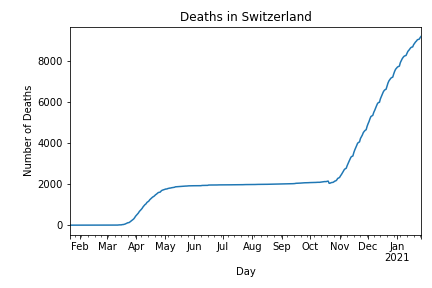 Deaths in Switzerland
Number of Deaths
8000
6000
4000
2000
0
Feb Mar Apr May Jun Jul Aug Sep Oct Nov Dec Jan
2021
Day